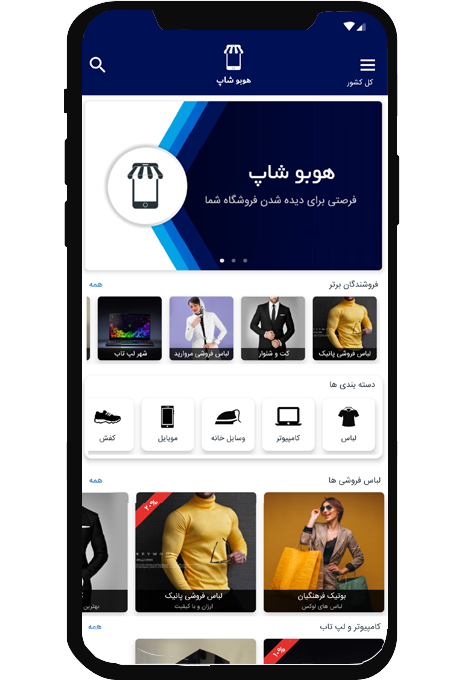 هوبو شاپ
کل کشور
هوبو شاپ
فرصتی برای دیده شدن فروشگاه شما
فروشندگان برتر
همه
لباس فروشی پانیک
کت و شلوار
لباس فروشی مروارید
شهر لپ تاپ
دسته بندی ها
لباس
کامپیوتر
وسایل خانه
موبایل
کفش
لباس فروشی ها
همه
۲۰%
بوتیک فرهنگیان
لباس های لوکس
لباس فروشی پانیک
ارزان و با کیفیت
بهترین
کامپیوتر و لپ تاب
همه
۱۰%